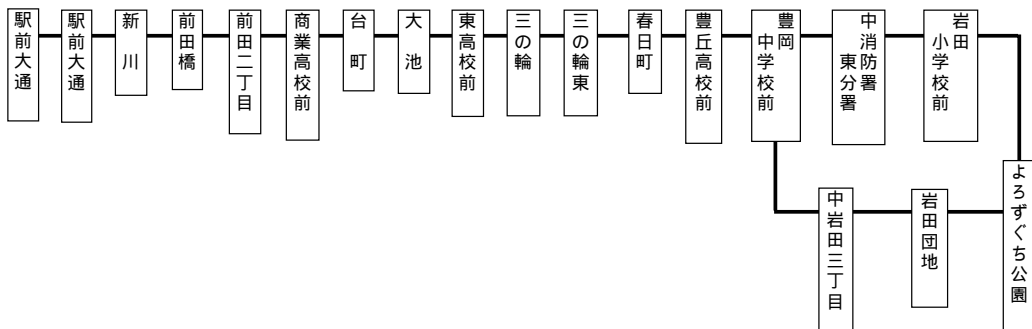 駅前大通
駅前大通
新川
前田橋
前田二丁目
商業高校前
台町
大池
東高校前
三の輪
三の輪東
春日町
豊丘高校前
豊岡
中学校前
中消防署
東分署
岩田
小学校前
よろずぐち公園
中岩田三丁目
岩田団地